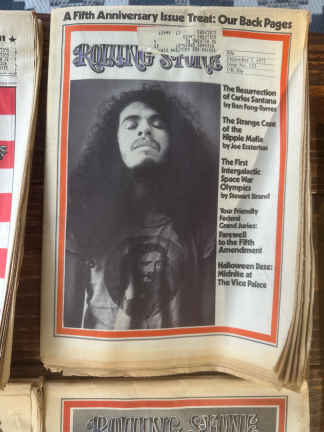 A Fifth Anniversary Issue Treat: Our Back Pages
ROLLING STONE
The Resurrection
of Carlos Santana
by Ben Fong-Torres
The Strange Case
of the
Hippie Mafia
by Joe Eszterhas
The First
Intergalactic
Space War
Olympics
by Stewart Brand
Your Friendly
Federal
Grand Juries:
Farewell
to the Fifth
Amendment
Halloween Daze:
Midnite at
The Vice Palace
ROLLING STONE